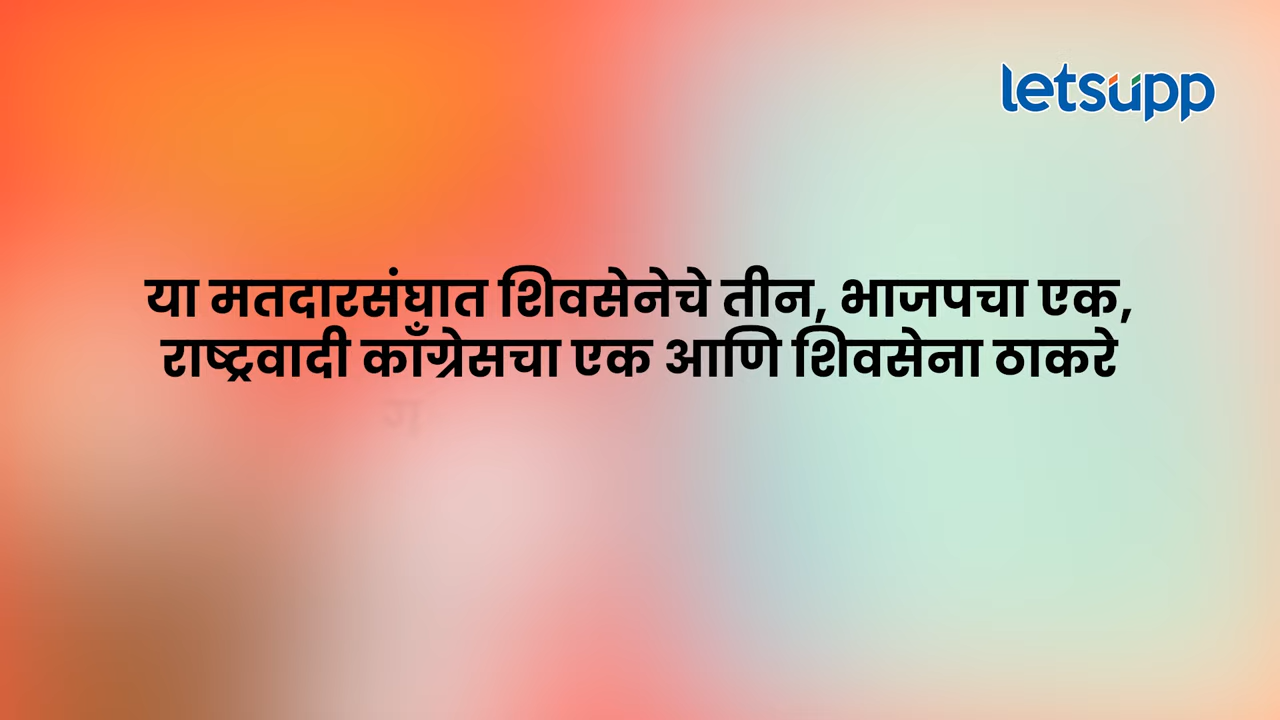 letsupp
या मतदारसंघात शिवसेनेचे तीन, भाजपचा एक,
राष्ट्रवादी काँग्रेसचा एक आणि शिवसेना ठाकरे